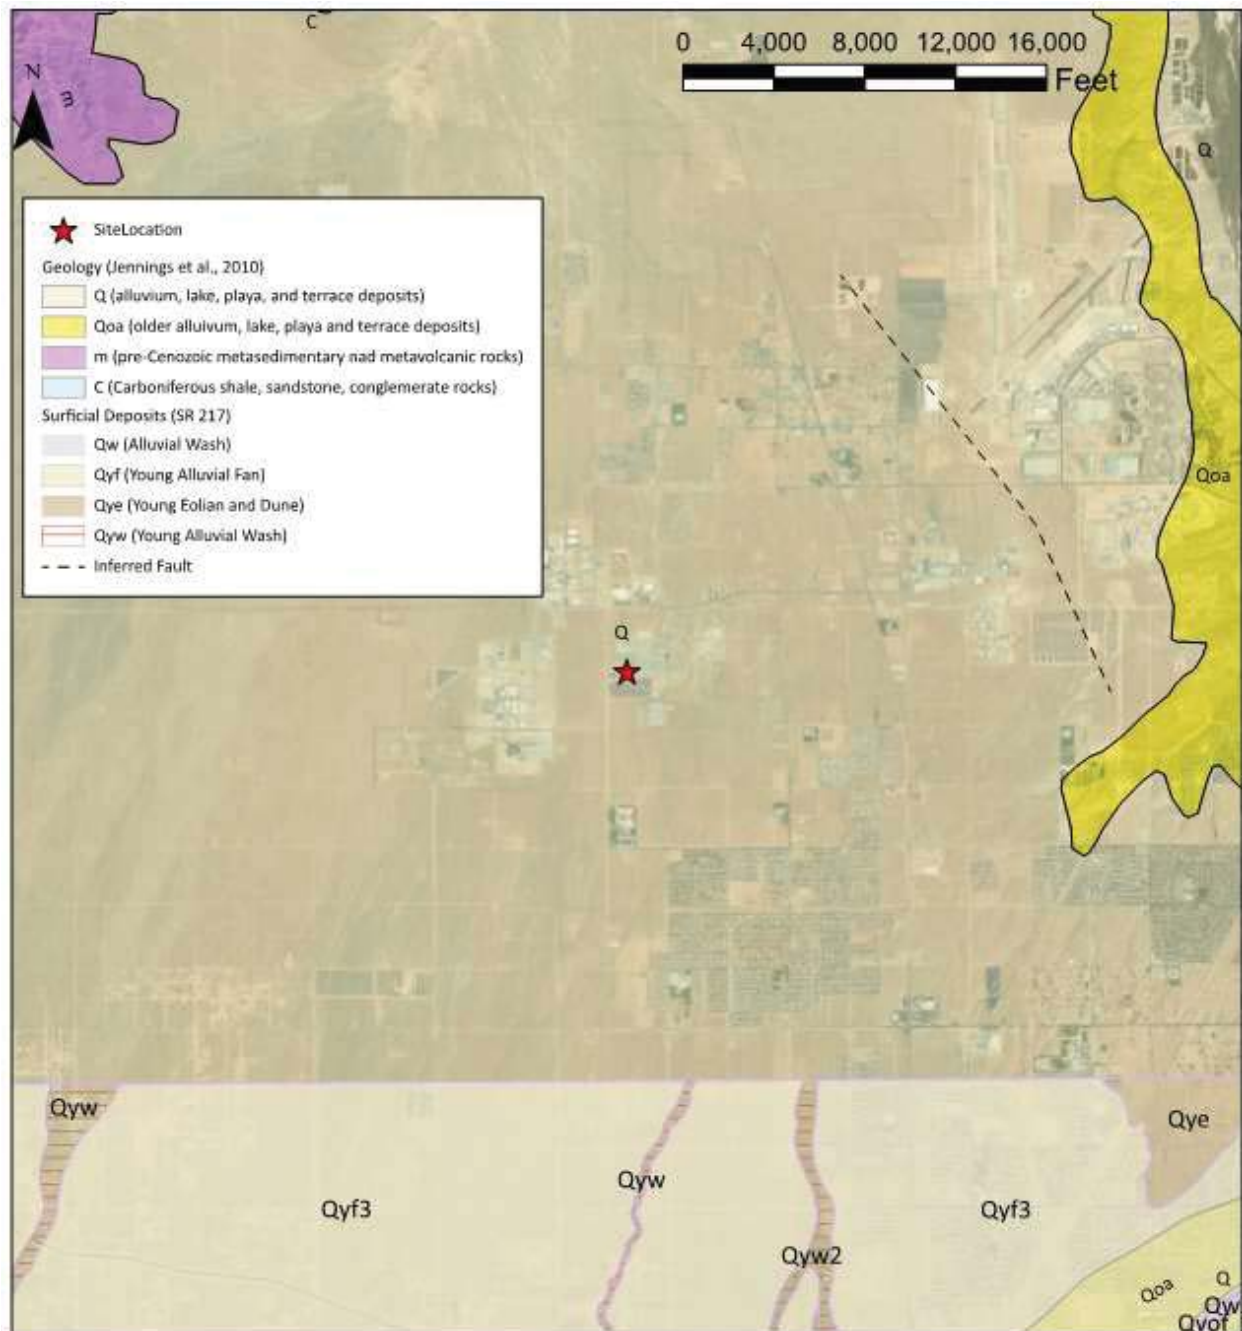 C
0 4,000 8,000 12,000 16,000
Feet
N
m
Q
SiteLocation
Geology (Jennings et al., 2010)
Q (alluvium, lake, playa, and terrace deposits)
Qoa (older alluivum, lake, playa and terrace deposits)
m (pre-Cenozoic metasedimentary nad metavolcanic rocks)
C (Carboniferous shale, sandstone, conglemerate rocks)
Surficial Deposits (SR 217)
Qw (Alluvial Wash)
Qyf (Young Alluvial Fan)
Qye (Young Eolian and Dune)
Qyw (Young Alluvial Wash)
Inferred Fault
Qoa
Q
Qyw
Qye
Qyw
Qyf3
Qyf3
Qyw2
Qoa
Q
Qw
Qvof